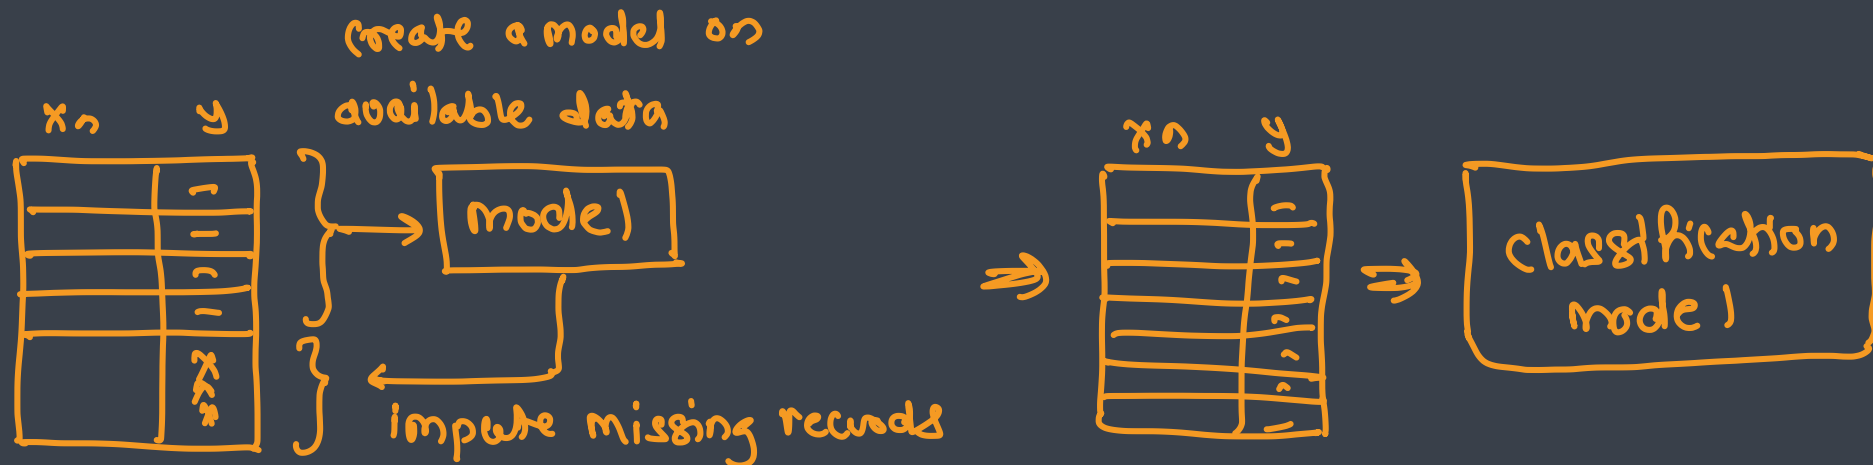 create a model on
available data
xn y
model
impute missing records
xn y
classification
model